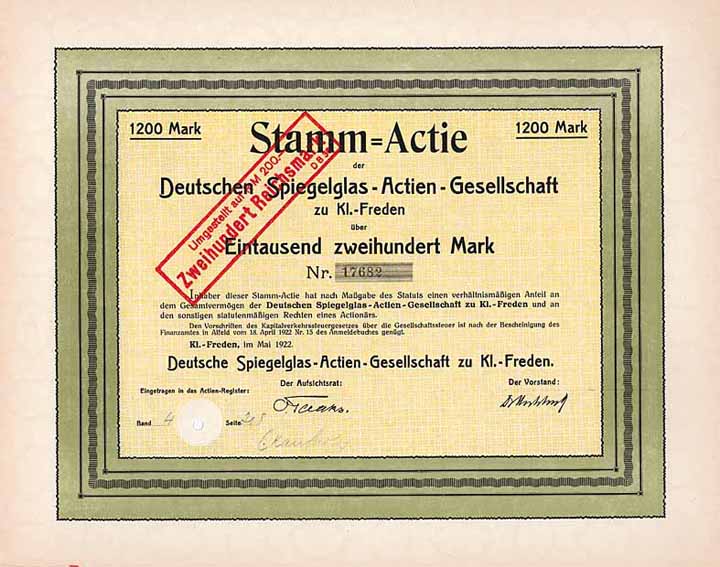 1200 Mark
1200 Mark
Stamm=Actie
der
Deutschen Spiegelglas-Actien-Gesellschaft
zu Kl.-Freden
über
Eintausend zweihundert Mark
Nr. 17682
Umgestellt auf RM 200.-
Zweihundert Reichsmark
Inhaber dieser Stamm-Actie hat nach Maßgabe des Statuts einen verhältnismäßigen Anteil an
dem Gesamtvermögen der Deutschen Spiegelglas-Actien-Gesellschaft zu Kl.-Freden und an
den sonstigen statutenmäßigen Rechten eines Actionärs.
Den Vorschriften des Kapitalverkehrssteuergesetzes über die Gesellschaftssteuer ist nach der Bescheinigung des
Finanzamtes in Alfeld vom 18. April 1922 Nr. 15 des Anmeldebuches genügt.
Kl.-Freden, im Mai 1922.
Deutsche Spiegelglas-Actien-Gesellschaft zu Kl.-Freden.
Eingetragen in das Actien-Register:
Der Aufsichtsrat:
Der Vorstand:
Band 4 Seite